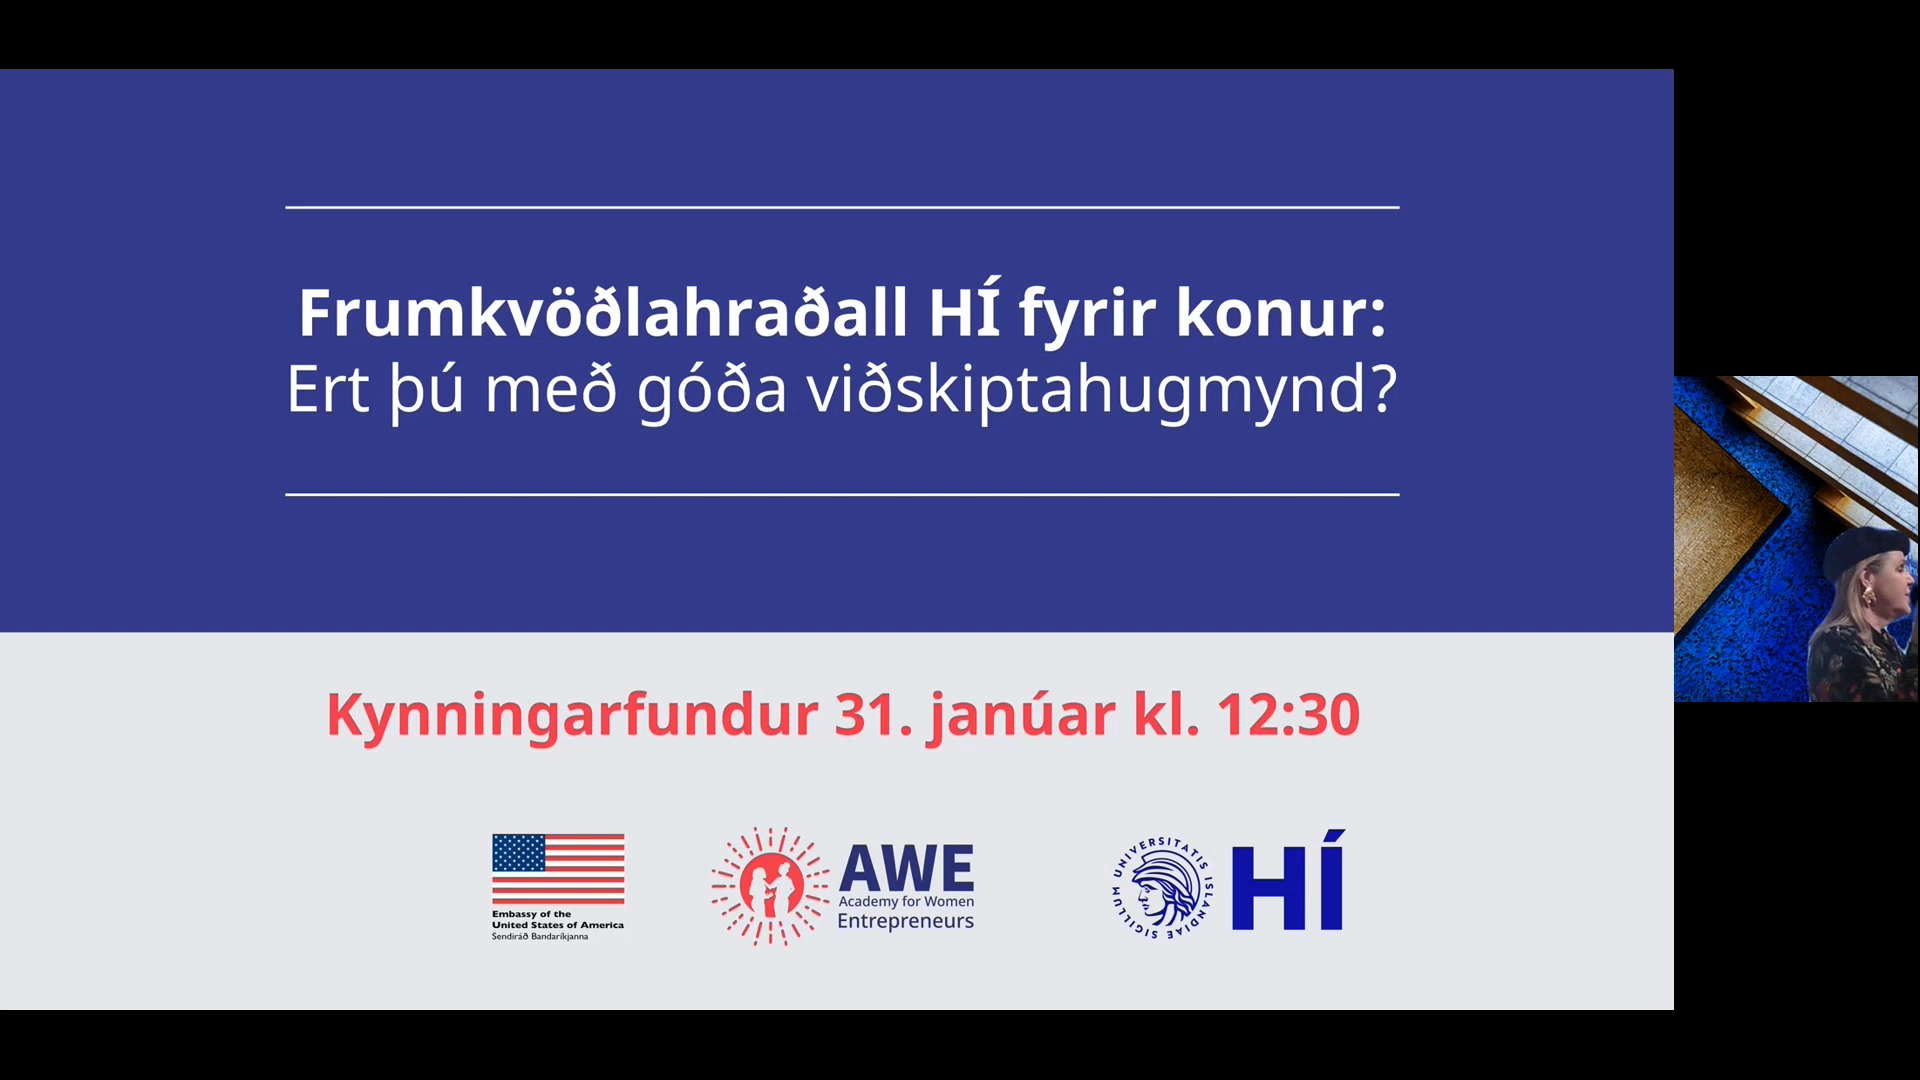 Frumkvöðlahraðall HÍ fyrir konur:
Ert þú með góða viðskiptahugmynd?
Kynningarfundur 31. janúar kl. 12:30
Embassy of the
United States of America
Sendiráð Bandaríkjanna
AWE
Academy for Women
Entrepreneurs
SIGILLUM UNIVERSITATIS ISLANDIAE
HÍ